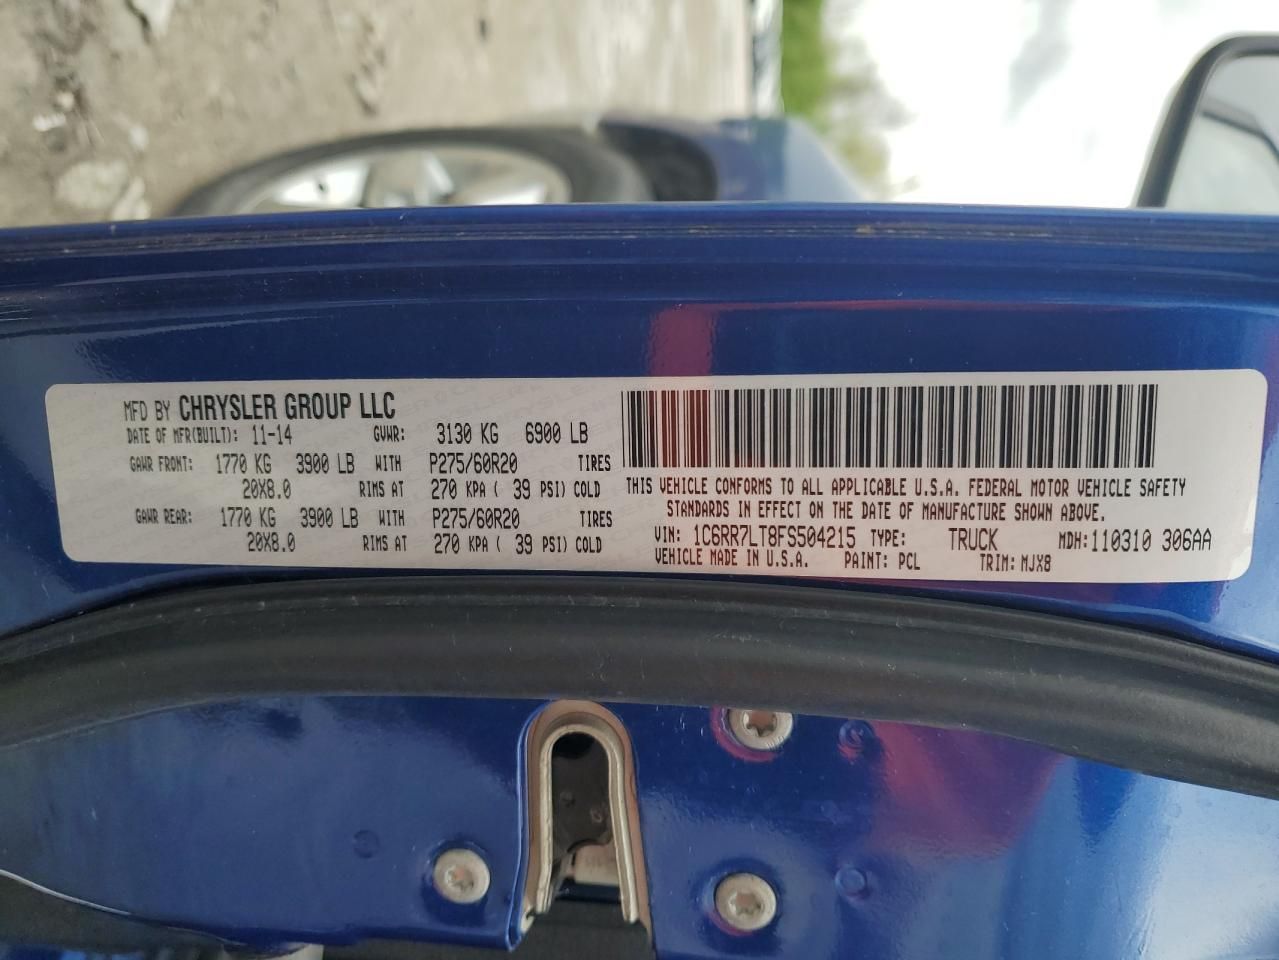 MFD BY CHRYSLER GROUP LLC
DATE OF MFR(BUILT): 11-14 GVWR: 3130 KG 6900 LB
GAWR FRONT: 1770 KG 3900 LB WITH P275/60R20 TIRES
20X8.0 RIMS AT 270 KPA ( 39 PSI) COLD
GAWR REAR: 1770 KG 3900 LB WITH P275/60R20 TIRES
20X8.0 RIMS AT 270 KPA ( 39 PSI) COLD
THIS VEHICLE CONFORMS TO ALL APPLICABLE U.S.A. FEDERAL MOTOR VEHICLE SAFETY
STANDARDS IN EFFECT ON THE DATE OF MANUFACTURE SHOWN ABOVE.
VIN: 1C6RR7LT8FS504215 TYPE: TRUCK MDH: 110310 306AA
VEHICLE MADE IN U.S.A. PAINT: PCL TRIM: MJX8